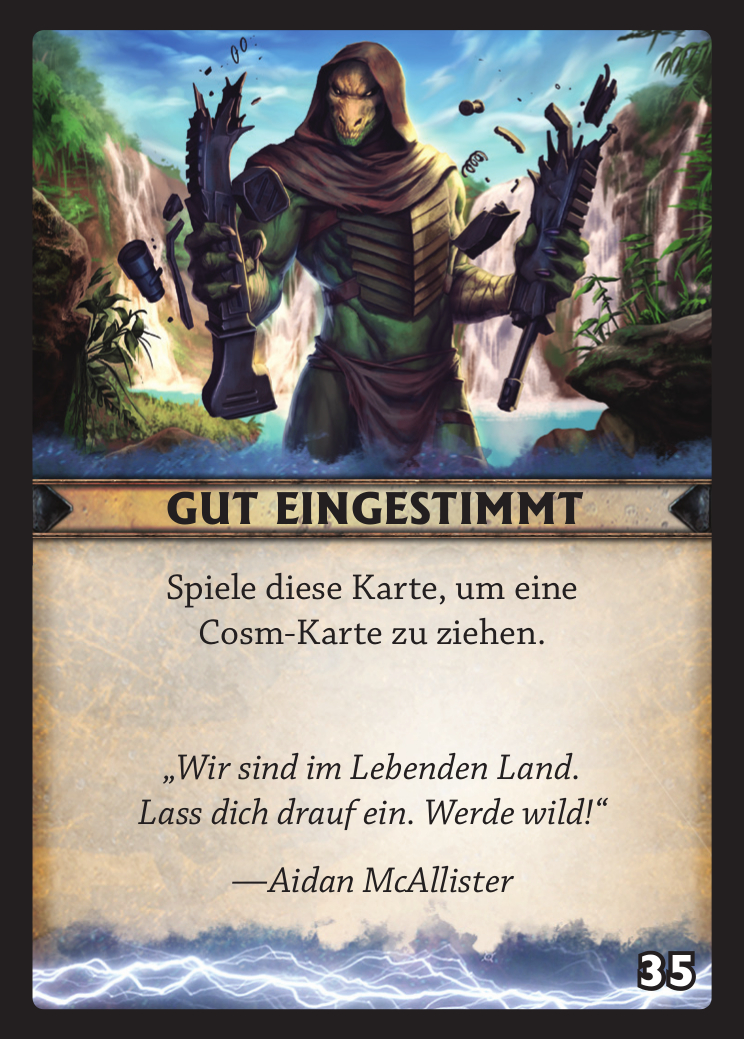 GUT EINGESTIMMT
Spiele diese Karte, um eine
Cosm-Karte zu ziehen.
„Wir sind im Lebenden Land.
Lass dich drauf ein. Werde wild!“
—Aidan McAllister
35